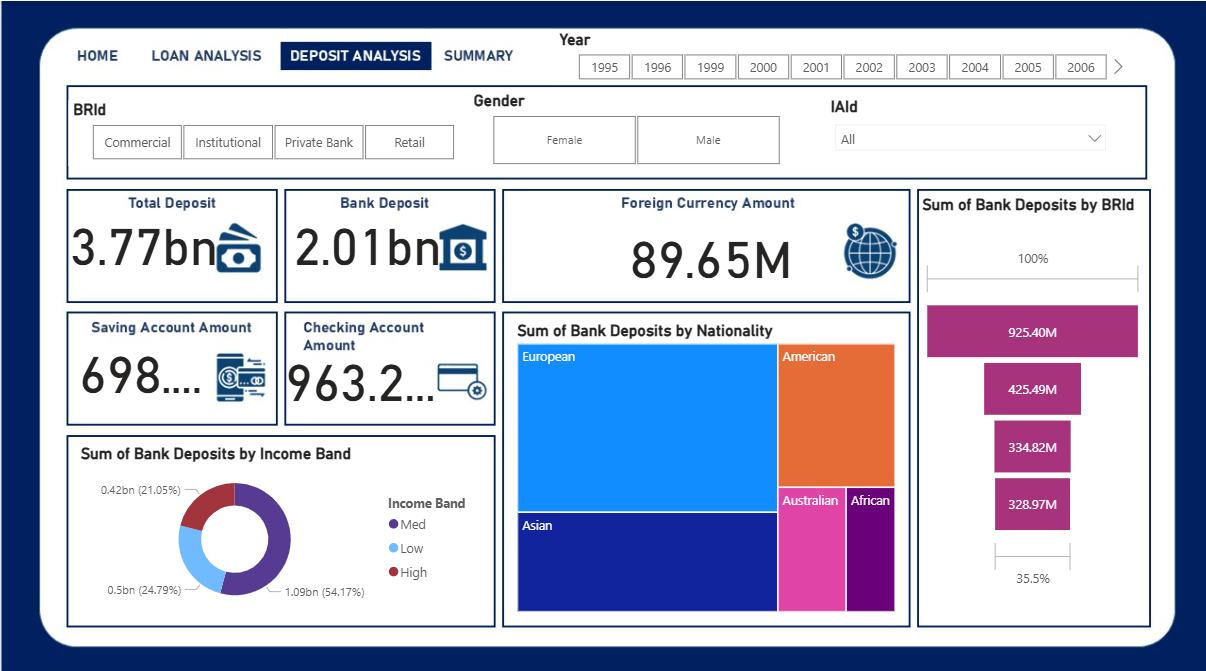 HOME LOAN ANALYSIS DEPOSIT ANALYSIS SUMMARY
Year
1995 1996 1999 2000 2001 2002 2003 2004 2005 2006
BRId
Commercial Institutional Private Bank Retail
Gender
Female Male
IAId
All
Total Deposit
3.77bn
Bank Deposit
2.01bn
$
Foreign Currency Amount
89.65M
$
Saving Account Amount
698....
$
Checking Account
Amount
963.2...
Sum of Bank Deposits by Income Band
0.42bn (21.05%)
0.5bn (24.79%)
1.09bn (54.17%)
Income Band
Med
Low
High
Sum of Bank Deposits by Nationality
European
American
Asian
Australian
African
Sum of Bank Deposits by BRId
100%
925.40M
425.49M
334.82M
328.97M
35.5%